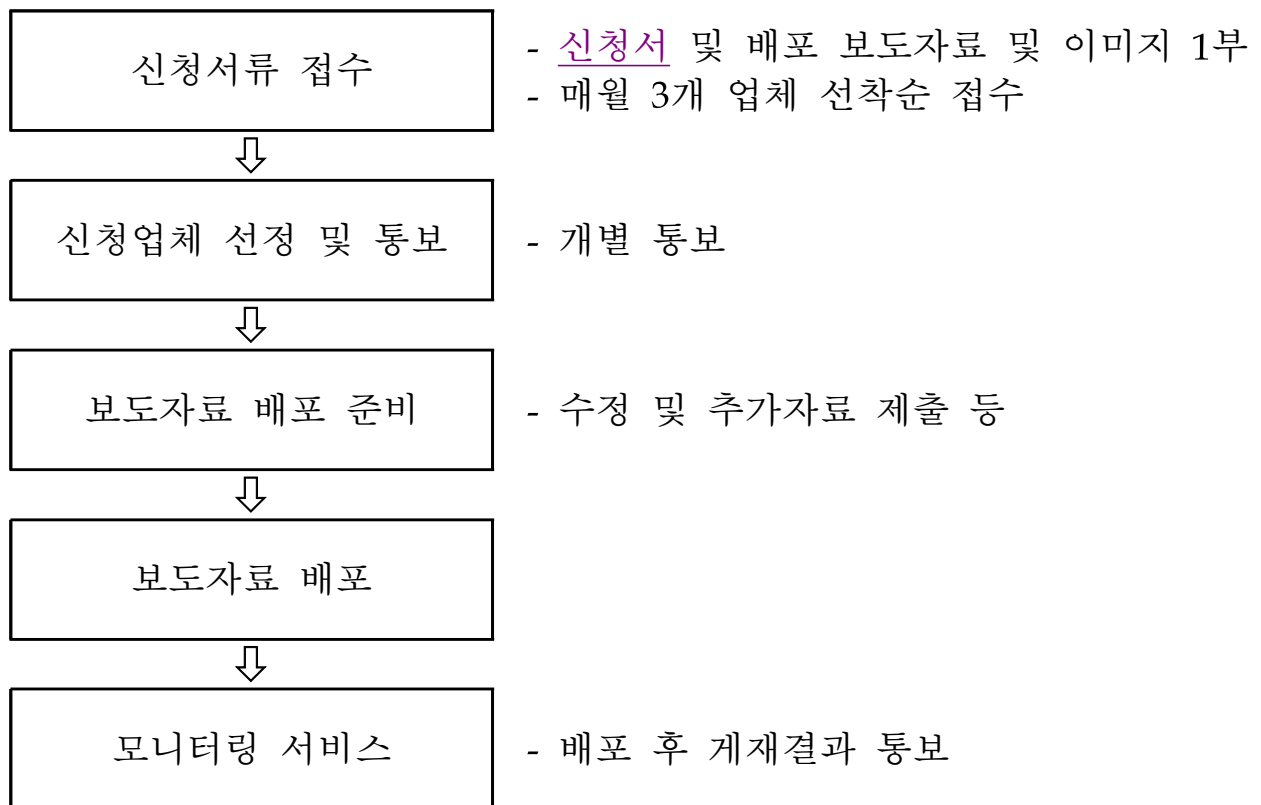 신청서류 접수
- 신청서 및 배포 보도자료 및 이미지 1부
- 매월 3개 업체 선착순 접수
신청업체 선정 및 통보
- 개별 통보
보도자료 배포 준비
- 수정 및 추가자료 제출 등
보도자료 배포
모니터링 서비스
- 배포 후 게재결과 통보